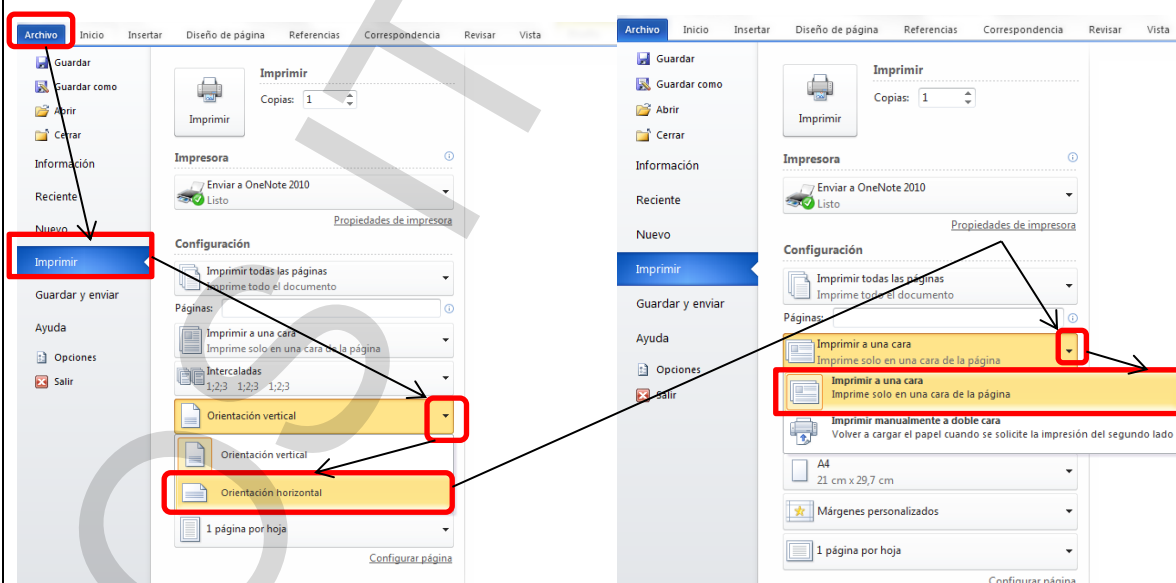 Archivo Inicio Insertar Diseño de página Referencias Correspondencia Revisar Vista
Guardar
Guardar como
Abrir
Cerrar
Información
Reciente
Nuevo
Imprimir
Guardar y enviar
Ayuda
Opciones
Salir
Imprimir
Copias: 1
Imprimir
Impresora
Enviar a OneNote 2010
Listo
Propiedades de impresora
Configuración
Imprimir todas las páginas
Imprime todo el documento
Páginas:
Imprimir a una cara
Imprime solo en una cara de la página
Intercaladas
1;2;3 1;2;3 1;2;3
Orientación vertical
Orientación vertical
Orientación horizontal
1 página por hoja
Configurar página
Archivo Inicio Insertar Diseño de página Referencias Correspondencia Revisar Vista
Guardar
Guardar como
Abrir
Cerrar
Información
Reciente
Nuevo
Imprimir
Guardar y enviar
Ayuda
Opciones
Salir
Imprimir
Copias: 1
Imprimir
Impresora
Enviar a OneNote 2010
Listo
Propiedades de impresora
Configuración
Imprimir todas las páginas
Imprime todo el documento
Páginas:
Imprimir a una cara
Imprime solo en una cara de la página
Imprimir a una cara
Imprime solo en una cara de la página
Imprimir manualmente a doble cara
Volver a cargar el papel cuando se solicite la impresión del segundo lado
A4
21 cm x 29,7 cm
Márgenes personalizados
1 página por hoja
Configurar página